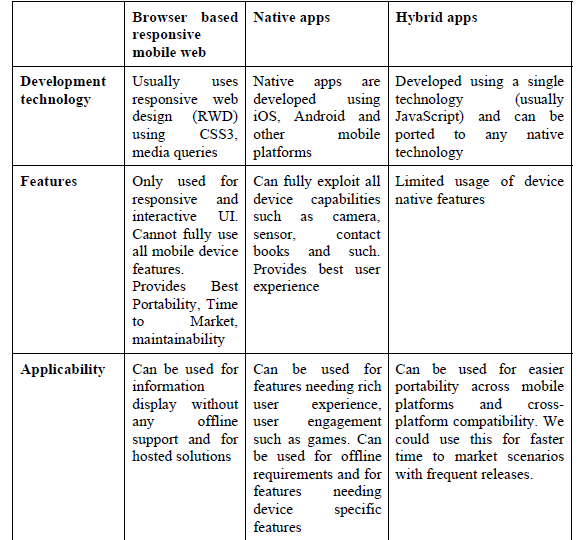 Browser based
responsive
mobile web
Native apps
Hybrid apps
Development
technology
Usually uses
responsive web
design (RWD)
using CSS3,
media queries
Native apps are
developed using
iOS, Android and
other mobile
platforms
Developed using a single
technology (usually
JavaScript) and can be
ported to any native
technology
Features
Only used for
responsive and
interactive UI.
Cannot fully use
all mobile device
features.
Provides Best
Portability, Time
to Market,
maintainability
Can fully exploit all
device capabilities
such as camera,
sensor, contact
books and such.
Provides best user
experience
Limited usage of device
native features
Applicability
Can be used for
information
display without
any offline
support and for
hosted solutions
Can be used for
features needing rich
user experience,
user engagement
such as games. Can
be used for offline
requirements and for
features needing
device specific
features
Can be used for easier
portability across mobile
platforms and cross-
platform compatibility. We
could use this for faster
time to market scenarios
with frequent releases.